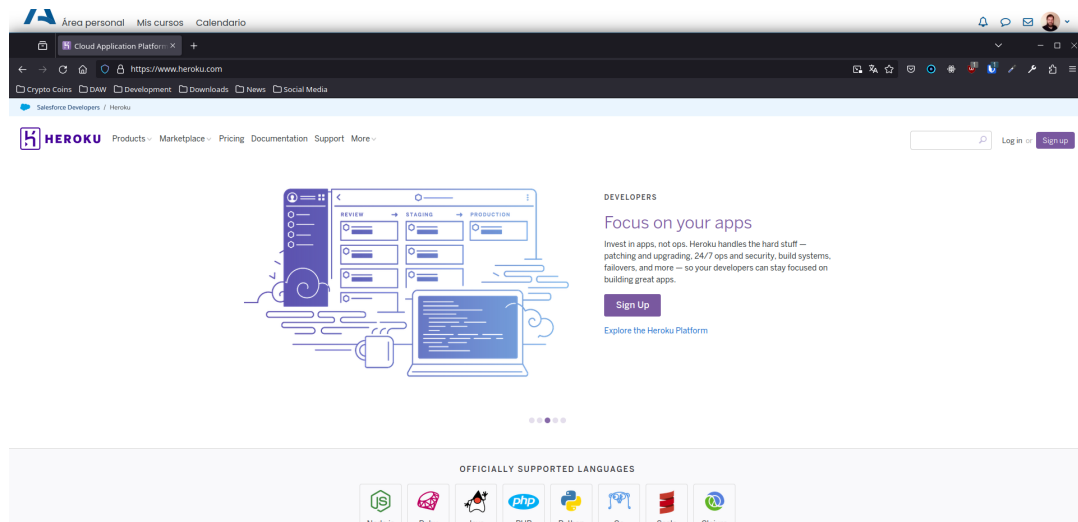 Área personal Mis cursos Calendario
Cloud Application Platform
https://www.heroku.com
Crypto Coins DAW Development Downloads News Social Media
Salesforce Developers / Heroku
HEROKU Products Marketplace Pricing Documentation Support More
Log in or Sign up
REVIEW STAGING PRODUCTION
DEVELOPERS
Focus on your apps
Invest in apps, not ops. Heroku handles the hard stuff —
patching and upgrading, 24/7 ops and security, build systems,
failovers, and more — so your developers can stay focused on
building great apps.
Sign Up
Explore the Heroku Platform
OFFICIALLY SUPPORTED LANGUAGES
php